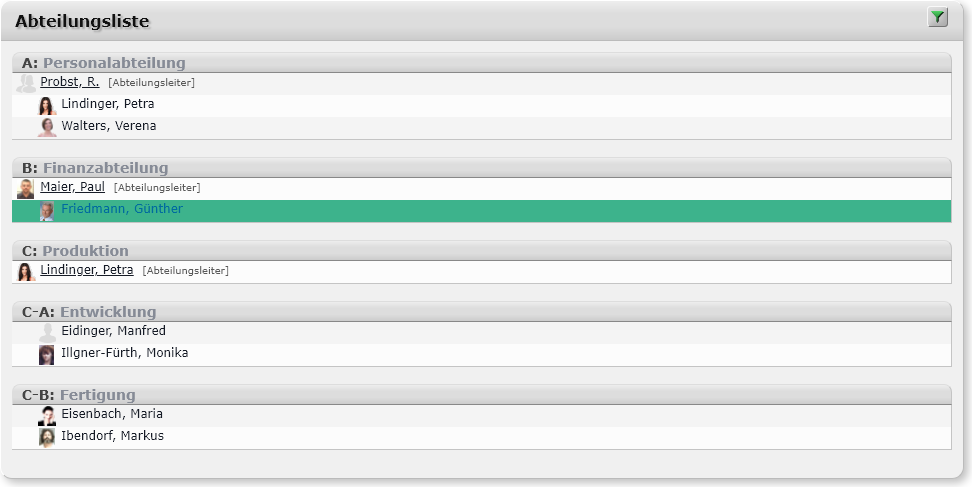 Abteilungsliste
A: Personalabteilung
Probst, R. [Abteilungsleiter]
Lindinger, Petra
Walters, Verena
B: Finanzabteilung
Maier, Paul [Abteilungsleiter]
Friedmann, Günther
C: Produktion
Lindinger, Petra [Abteilungsleiter]
C-A: Entwicklung
Eidinger, Manfred
Illgner-Fürth, Monika
C-B: Fertigung
Eisenbach, Maria
Ibendorf, Markus